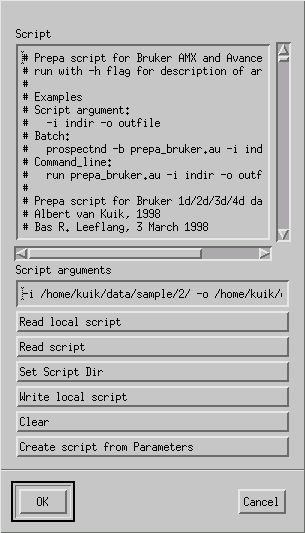 Script
# Prepa script for Bruker AMX and Avance
# run with -h flag for description of ar
#
# Examples
# Script argument:
#   -i indir -o outfile
# Batch:
#   prospectnd -b prepa_bruker.au -i ind
# Command_line:
#   run prepa_bruker.au -i indir -o outf
#
# Prepa script for Bruker 1d/2d/3d/4d da
# Albert van Kuik, 1998
# Bas R. Leeflang, 3 March 1998
Script arguments
-i /home/kuik/data/sample/2/ -o /home/kuik/
Read local script
Read script
Set Script Dir
Write local script
Clear
Create script from Parameters
OK Cancel